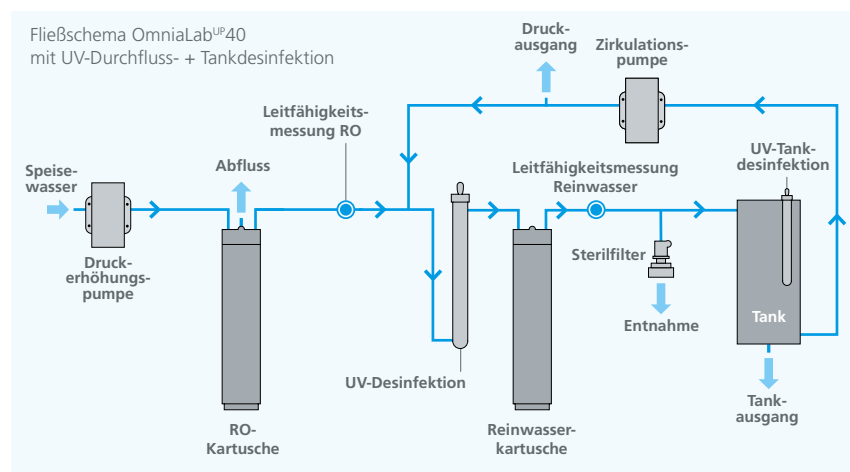 Fließschema OmniaLabUP40
mit UV-Durchfluss- + Tankdesinfektion
Druck-
ausgang
Zirkulations-
pumpe
Leitfähigkeits-
messung RO
UV-Tank-
desinfektion
Speise-
wasser
Abfluss
Leitfähigkeitsmessung
Reinwasser
Sterilfilter
Druck-
erhöhungs-
pumpe
Tank
Entnahme
UV-Desinfektion
Tank-
ausgang
RO-
Kartusche
Reinwasser-
kartusche